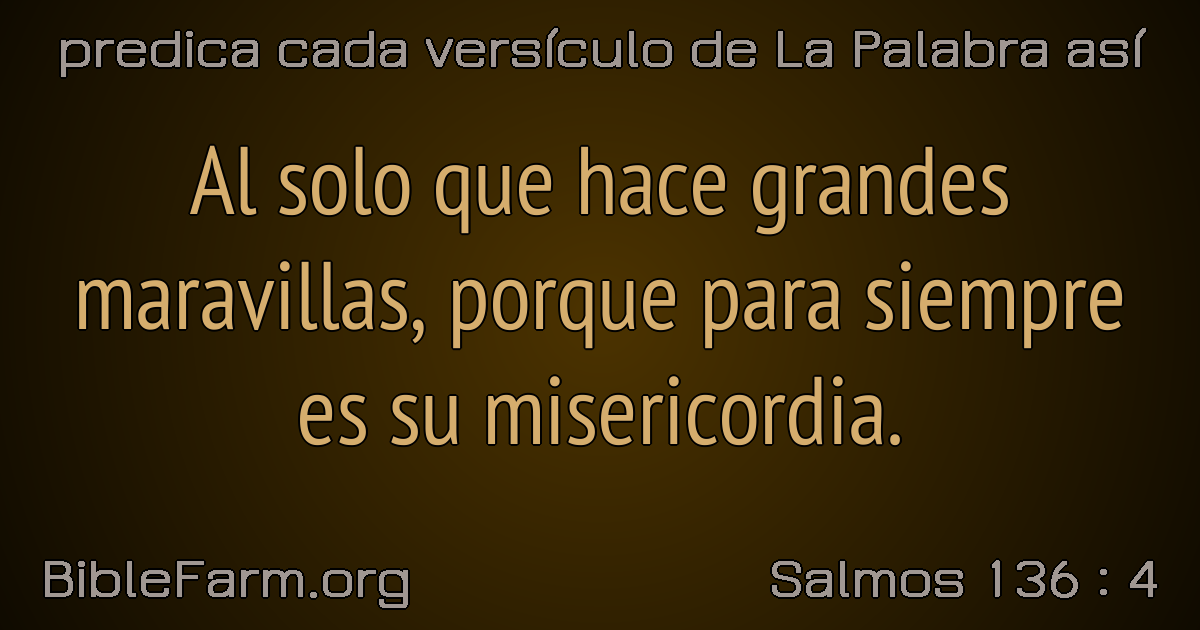 predica cada versículo de La Palabra así
Al solo que hace grandes
maravillas, porque para siempre
es su misericordia.
BibleFarm.org
Salmos 136 : 4